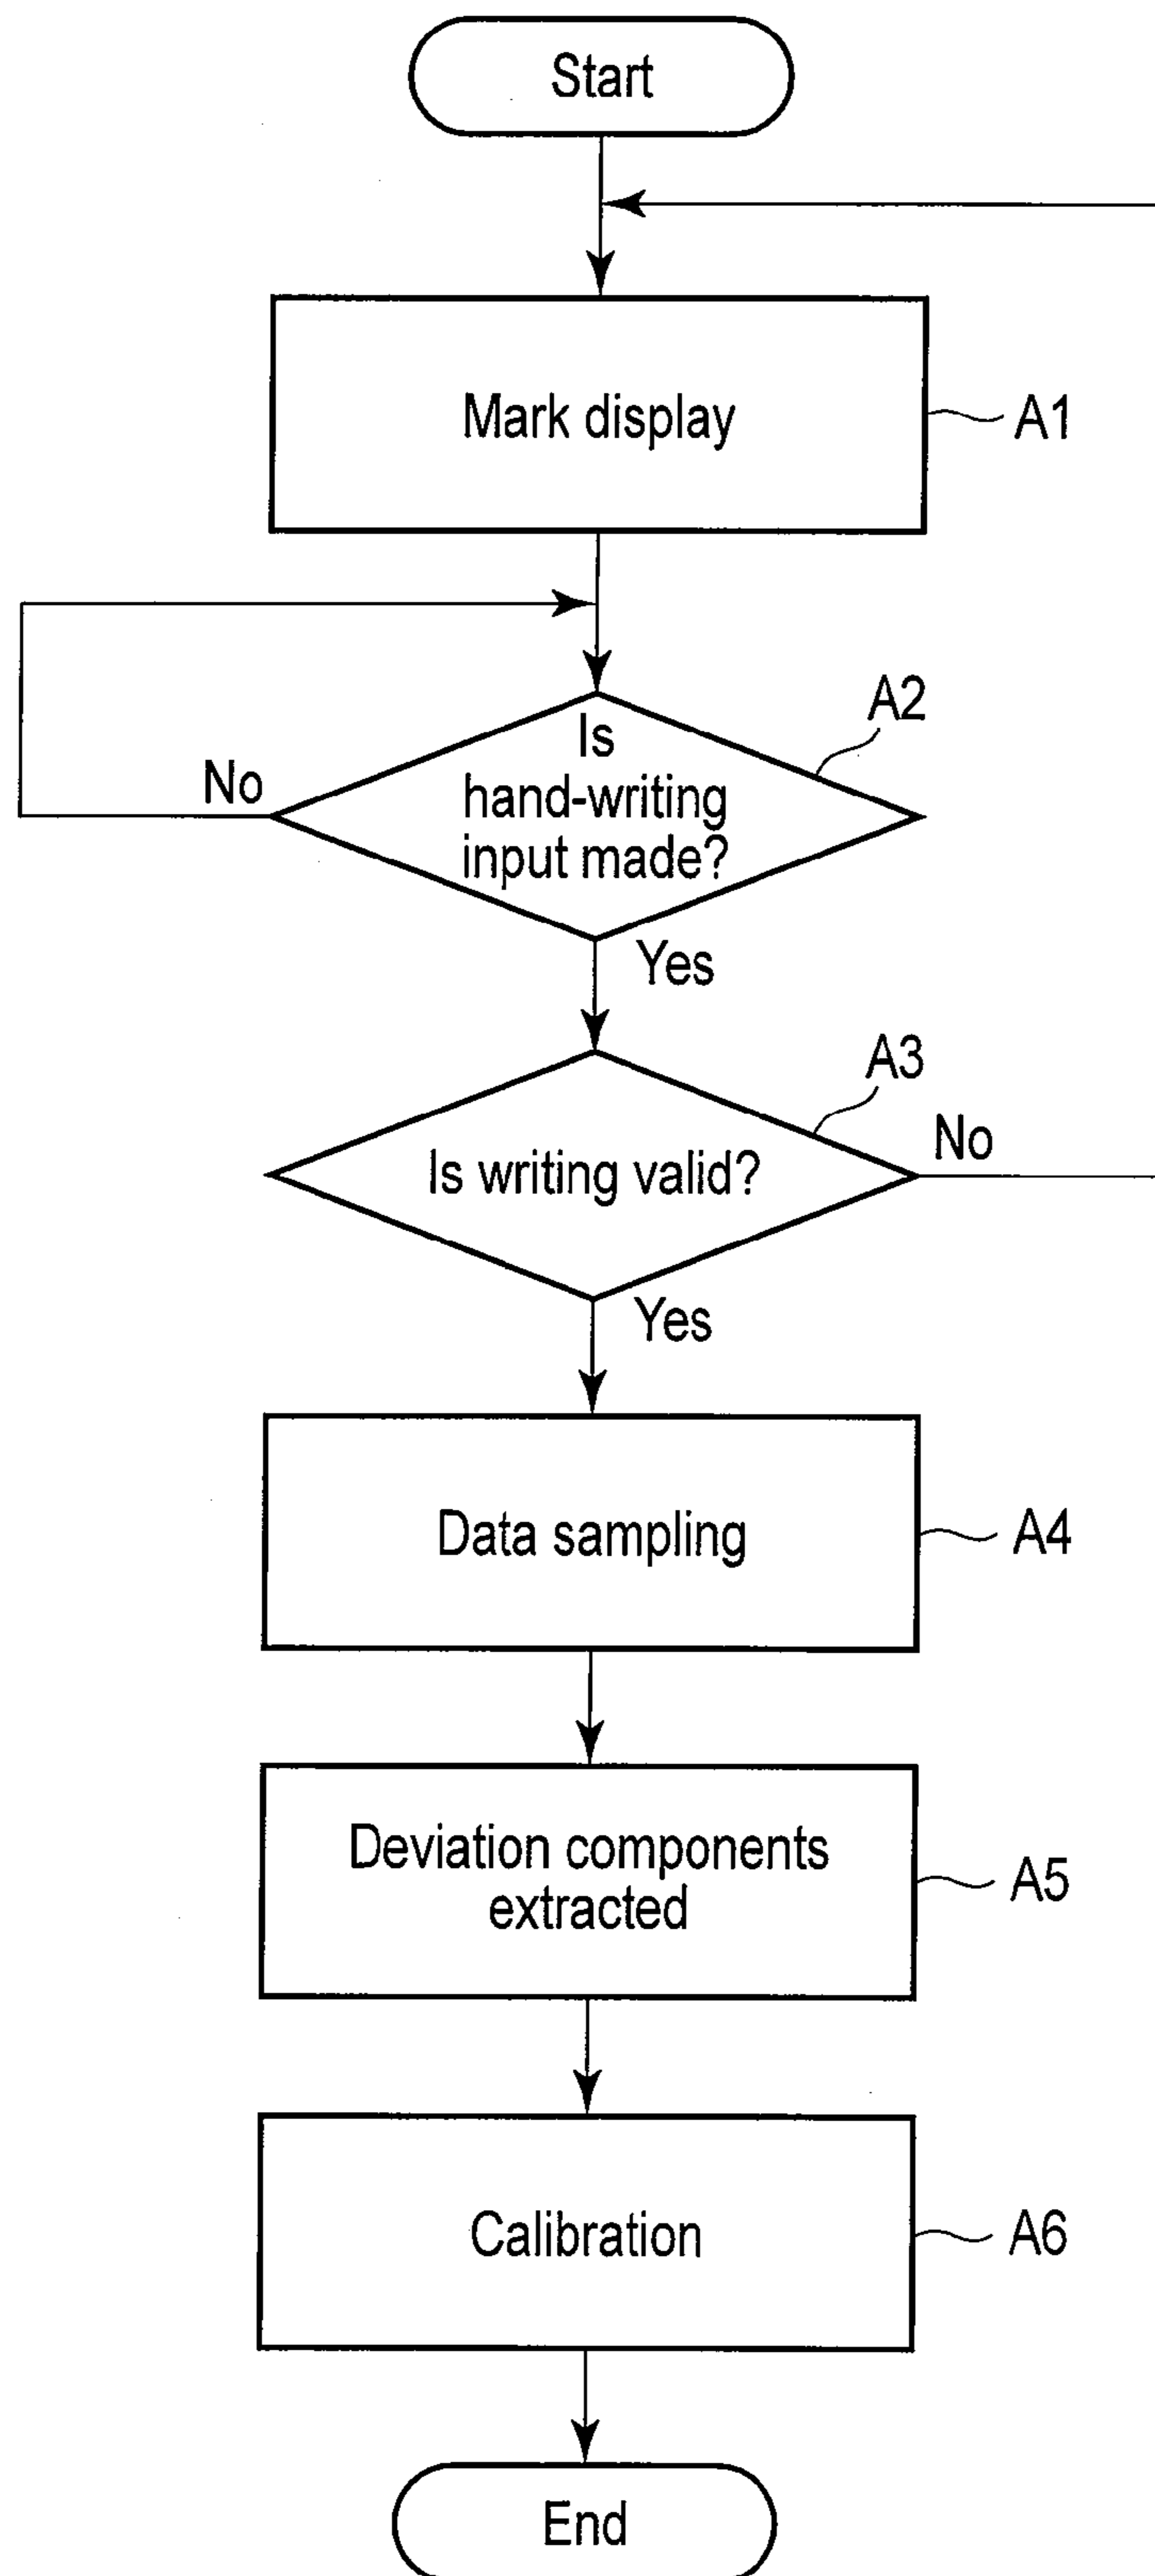 Start
Mark display
A1
A2
Is
hand-writing
input made?
No
Yes
A3
Is writing valid?
No
Yes
Data sampling
A4
Deviation components
extracted
A5
Calibration
A6
End